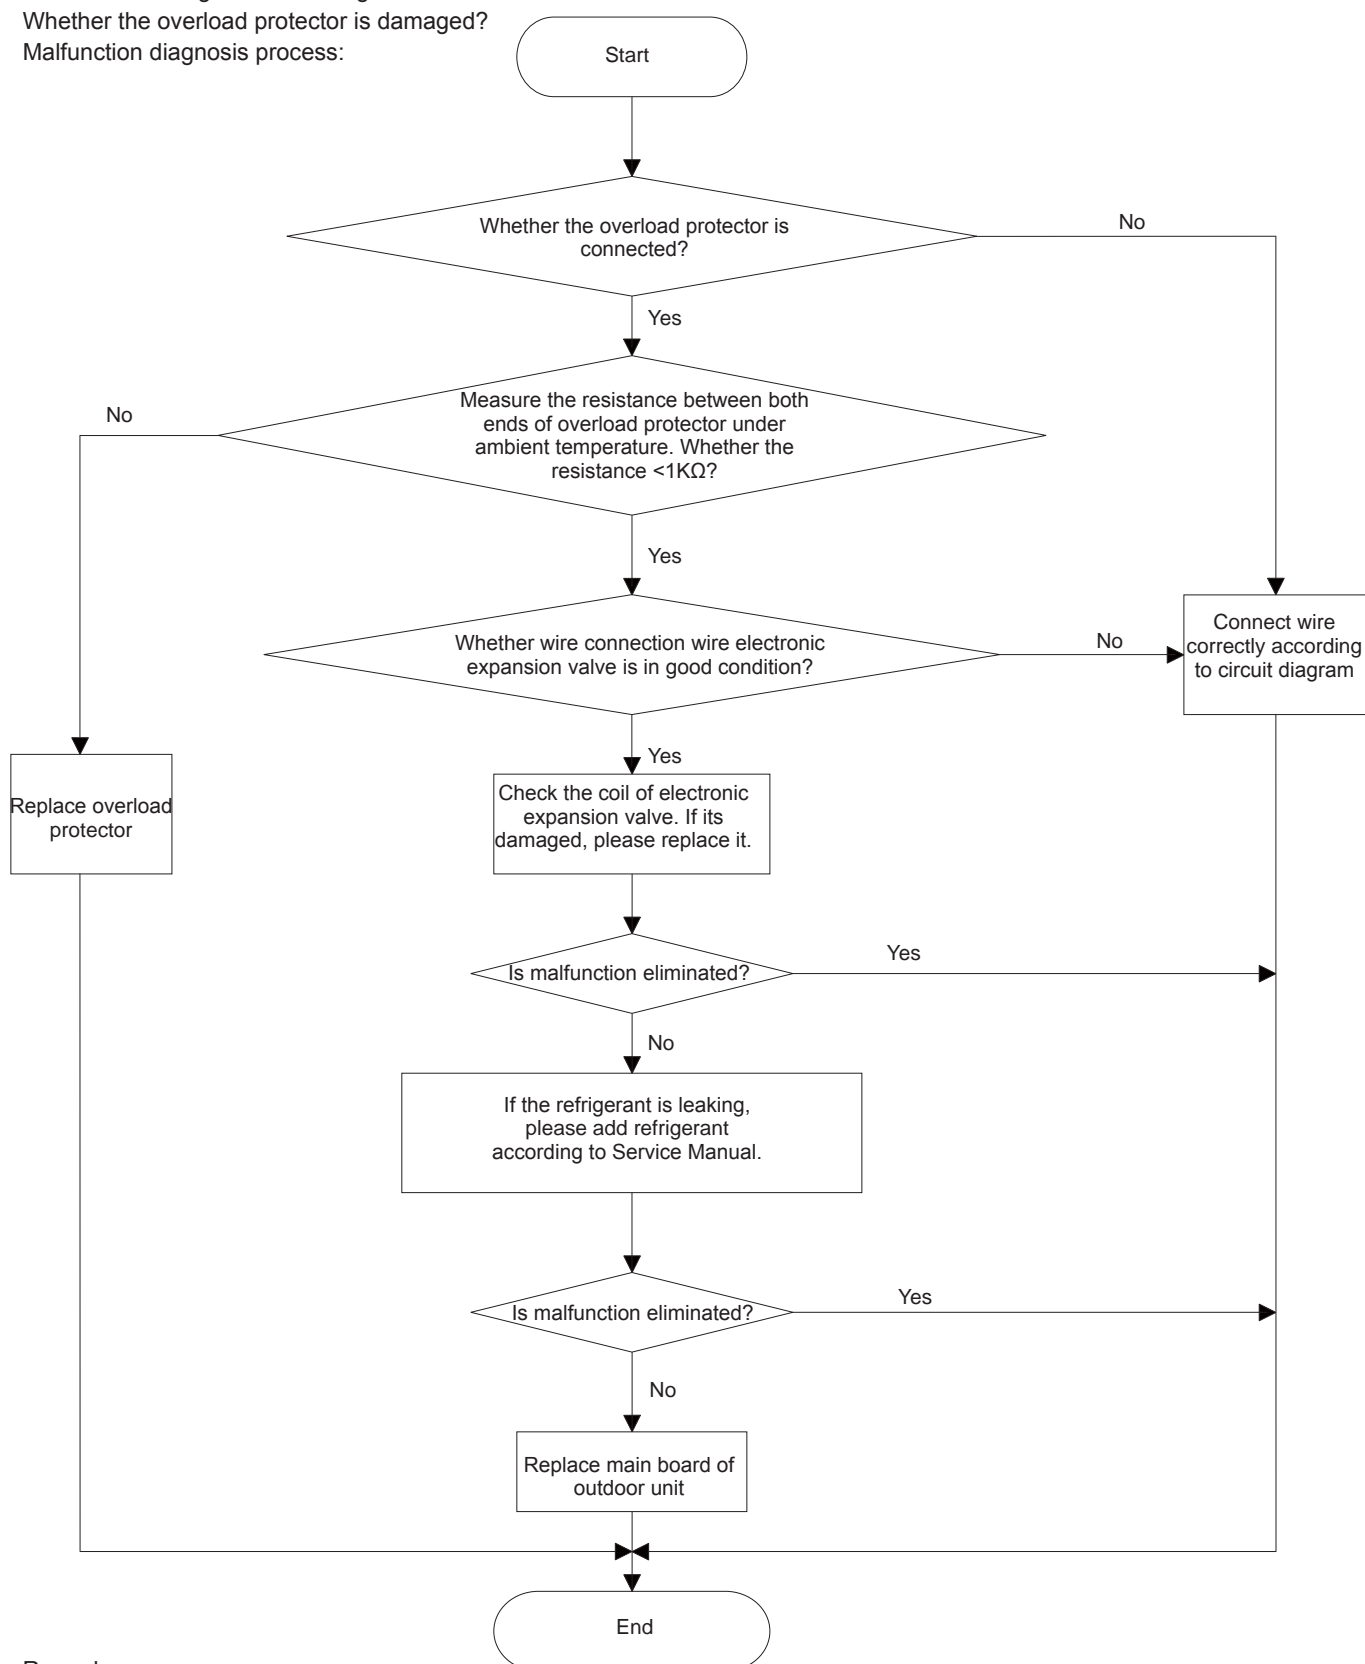 Whether the overload protector is damaged?
Malfunction diagnosis process:
Start
Whether the overload protector is
connected?
No
Yes
Measure the resistance between both
ends of overload protector under
ambient temperature. Whether the
resistance <1KΩ?
No
Yes
Whether wire connection wire electronic
expansion valve is in good condition?
No
Connect wire
correctly according
to circuit diagram
Yes
Replace overload
protector
Check the coil of electronic
expansion valve. If its
damaged, please replace it.
Is malfunction eliminated?
Yes
No
If the refrigerant is leaking,
please add refrigerant
according to Service Manual.
Is malfunction eliminated?
Yes
No
Replace main board of
outdoor unit
End